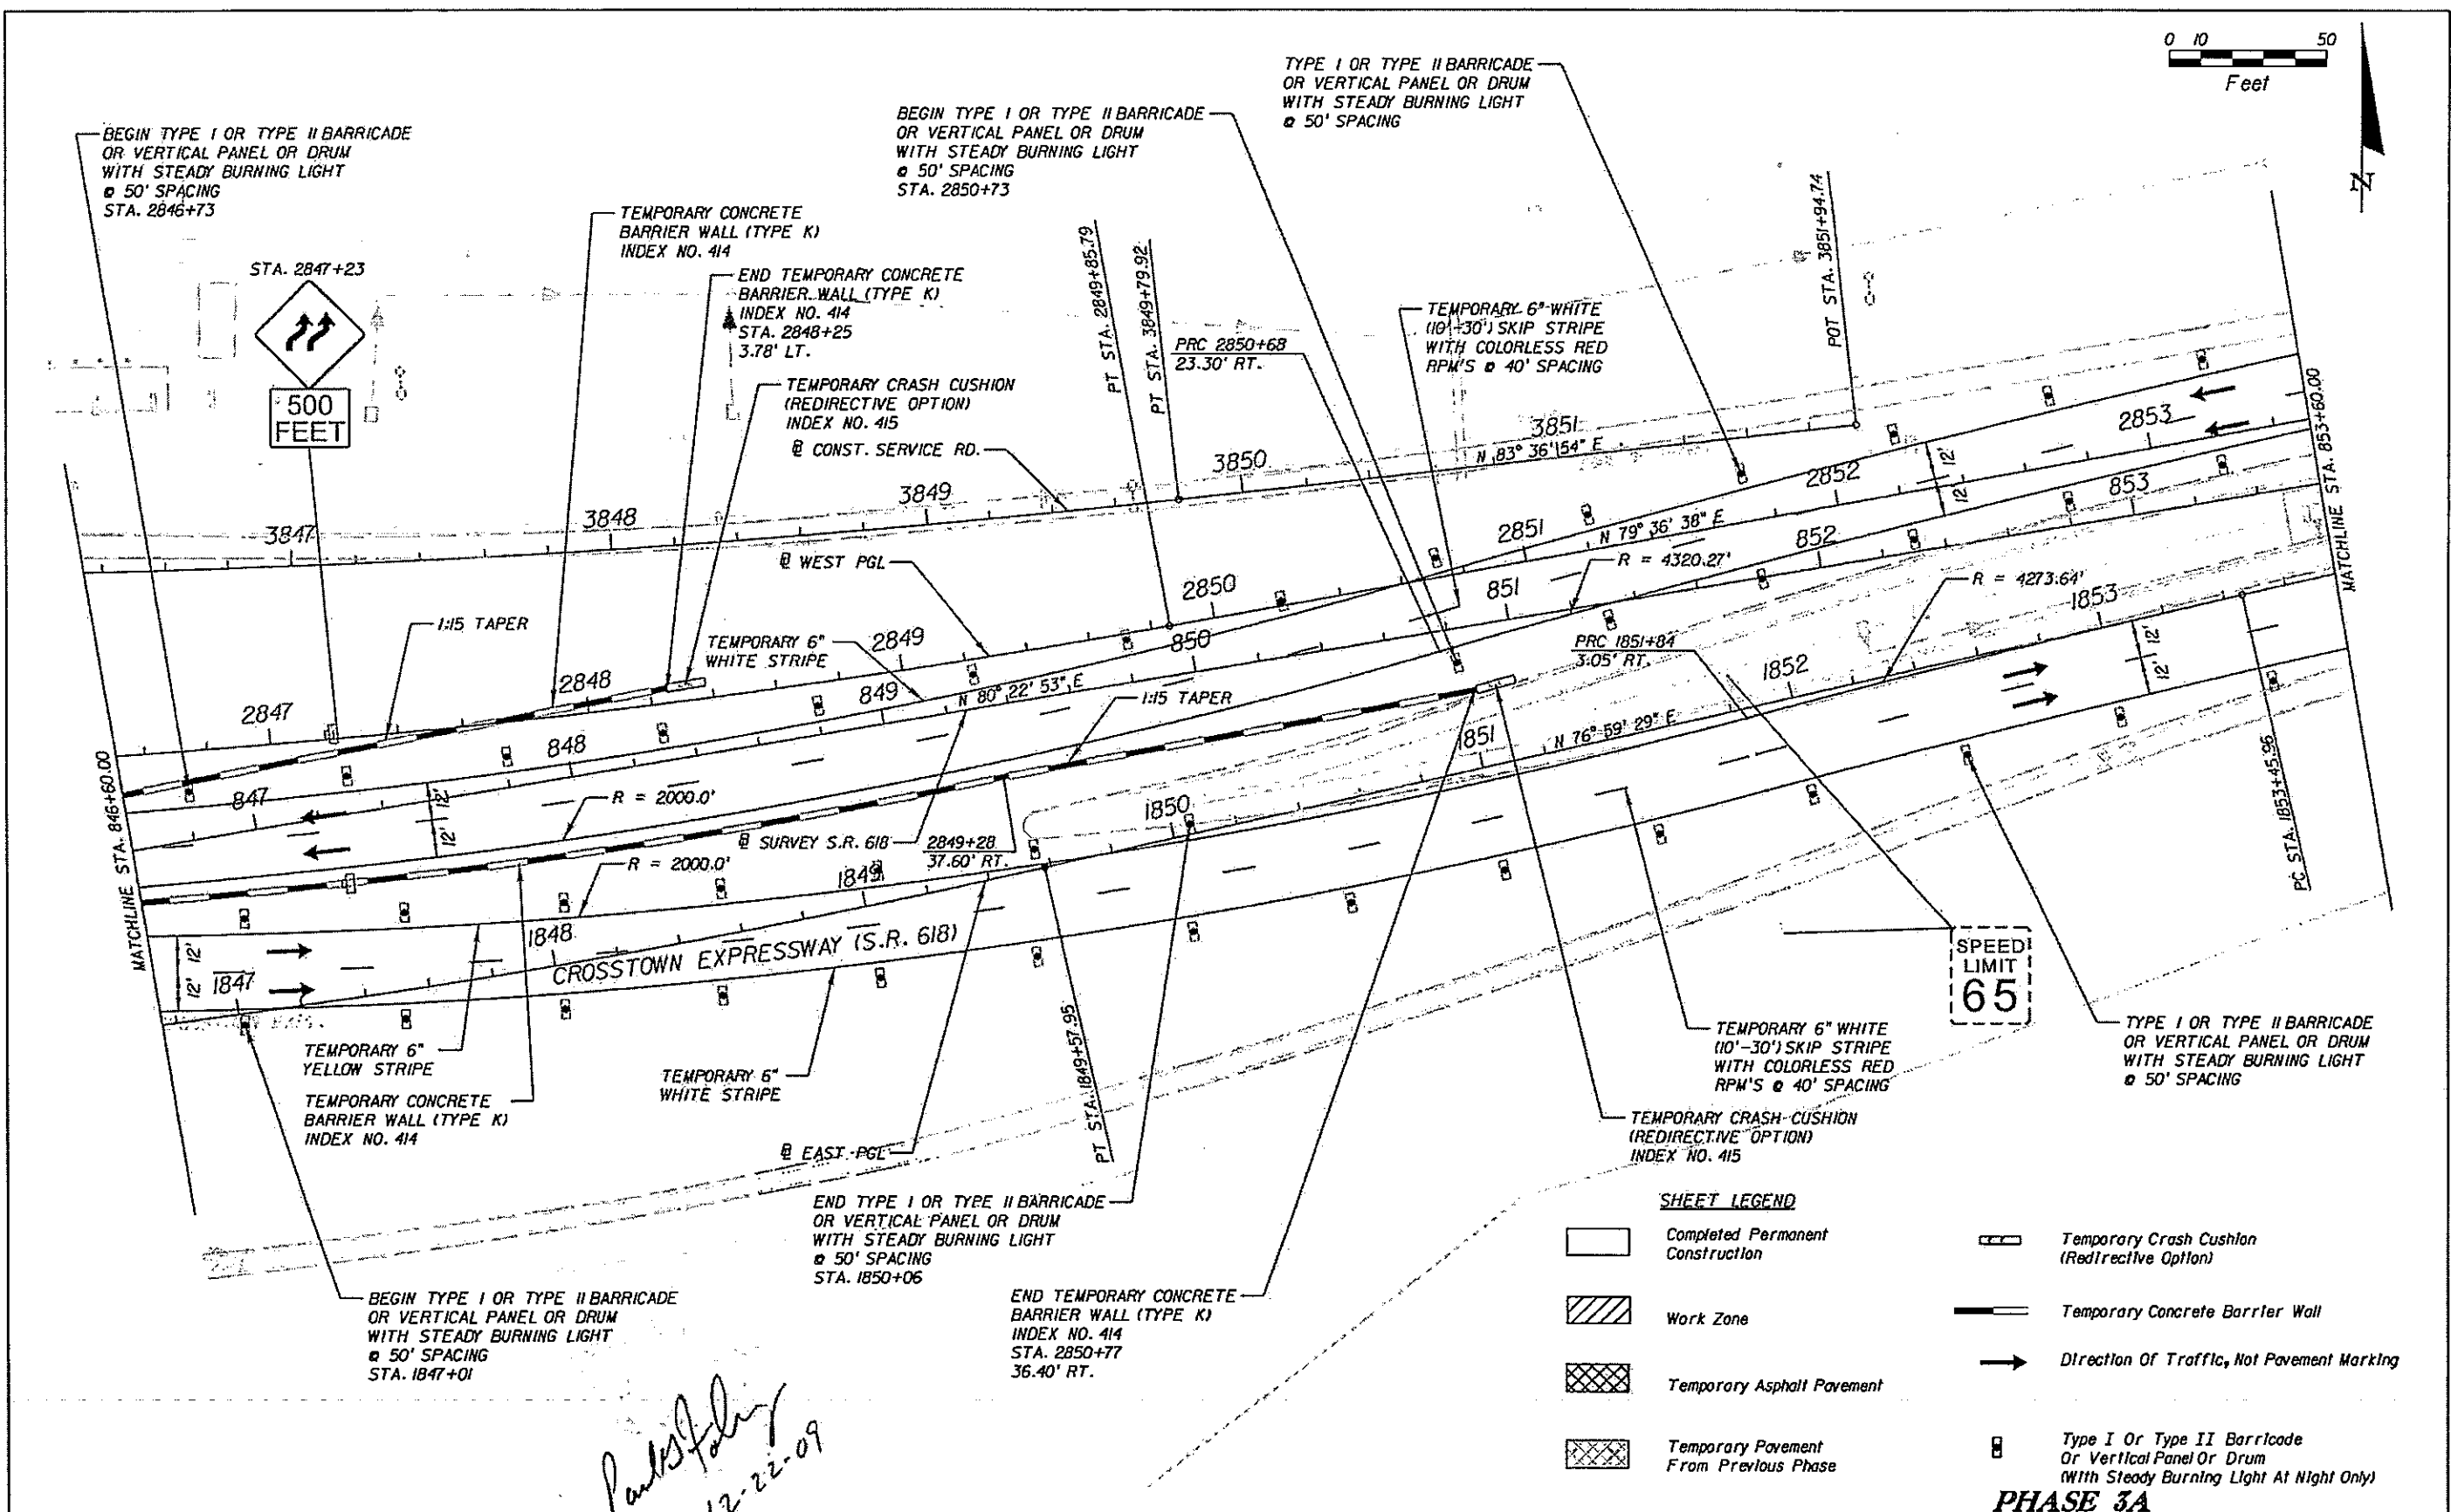 0 10 50
Feet
N
BEGIN TYPE I OR TYPE II BARRICADE
OR VERTICAL PANEL OR DRUM
WITH STEADY BURNING LIGHT
@ 50' SPACING
STA. 2846+73
STA. 2847+23
500
FEET
TEMPORARY CONCRETE
BARRIER WALL (TYPE K)
INDEX NO. 414
END TEMPORARY CONCRETE
BARRIER WALL (TYPE K)
INDEX NO. 414
STA. 2848+25
3.78' LT.
TEMPORARY CRASH CUSHION
(REDIRECTIVE OPTION)
INDEX NO. 415
℄ CONST. SERVICE RD.
BEGIN TYPE I OR TYPE II BARRICADE
OR VERTICAL PANEL OR DRUM
WITH STEADY BURNING LIGHT
@ 50' SPACING
STA. 2850+73
TYPE I OR TYPE II BARRICADE
OR VERTICAL PANEL OR DRUM
WITH STEADY BURNING LIGHT
@ 50' SPACING
PT STA. 2849+85.79
PT STA. 3849+79.92
PRC 2850+68
23.30' RT.
TEMPORARY 6" WHITE
(10'-30') SKIP STRIPE
WITH COLORLESS RED
RPM'S @ 40' SPACING
POT STA. 3851+94.74
3847
3848
3849
3850
3851
N 83° 36' 54" E
℄ WEST PGL
1:15 TAPER
TEMPORARY 6"
WHITE STRIPE
2847
2848
2849
2850
2851
2852
2853
N 79° 36' 38" E
R = 4320.27'
847
848
849
850
851
852
853
N 80° 22' 53" E
12'
12'
12'
12'
1:15 TAPER
R = 2000.0'
℄ SURVEY S.R. 618
2849+28
37.60' RT.
R = 2000.0'
PRC 1851+84
3.05' RT.
R = 4273.64'
1847
1848
1849
1850
1851
1852
1853
N 76° 59' 29" E
12'
12'
12'
12'
CROSSTOWN EXPRESSWAY (S.R. 618)
MATCHLINE STA. 846+60.00
MATCHLINE STA. 853+60.00
PT STA. 1849+57.95
PC STA. 1853+45.96
SPEED
LIMIT
65
TEMPORARY 6"
YELLOW STRIPE
TEMPORARY CONCRETE
BARRIER WALL (TYPE K)
INDEX NO. 414
TEMPORARY 6"
WHITE STRIPE
℄ EAST PGL
TEMPORARY 6" WHITE
(10'-30') SKIP STRIPE
WITH COLORLESS RED
RPM'S @ 40' SPACING
TYPE I OR TYPE II BARRICADE
OR VERTICAL PANEL OR DRUM
WITH STEADY BURNING LIGHT
@ 50' SPACING
TEMPORARY CRASH CUSHION
(REDIRECTIVE OPTION)
INDEX NO. 415
END TYPE I OR TYPE II BARRICADE
OR VERTICAL PANEL OR DRUM
WITH STEADY BURNING LIGHT
@ 50' SPACING
STA. 1850+06
BEGIN TYPE I OR TYPE II BARRICADE
OR VERTICAL PANEL OR DRUM
WITH STEADY BURNING LIGHT
@ 50' SPACING
STA. 1847+01
END TEMPORARY CONCRETE
BARRIER WALL (TYPE K)
INDEX NO. 414
STA. 2850+77
36.40' RT.
12-22-09
SHEET LEGEND
Completed Permanent
Construction
Work Zone
Temporary Asphalt Pavement
Temporary Pavement
From Previous Phase
Temporary Crash Cushion
(Redirective Option)
Temporary Concrete Barrier Wall
Direction Of Traffic, Not Pavement Marking
Type I Or Type II Barricade
Or Vertical Panel Or Drum
(With Steady Burning Light At Night Only)
PHASE 3A